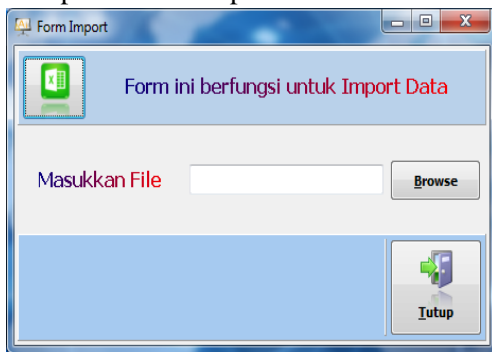 Form Import
Form ini berfungsi untuk Import Data
Masukkan File
Browse
Tutup